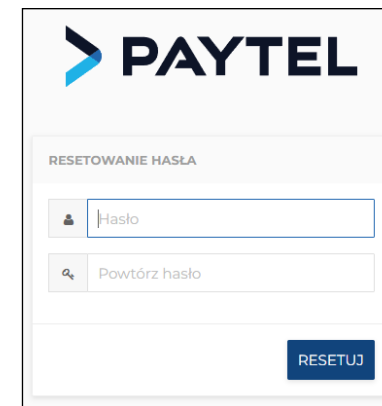 PAYTEL
RESETOWANIE HASŁA
Hasło
Powtórz hasło
RESETUJ